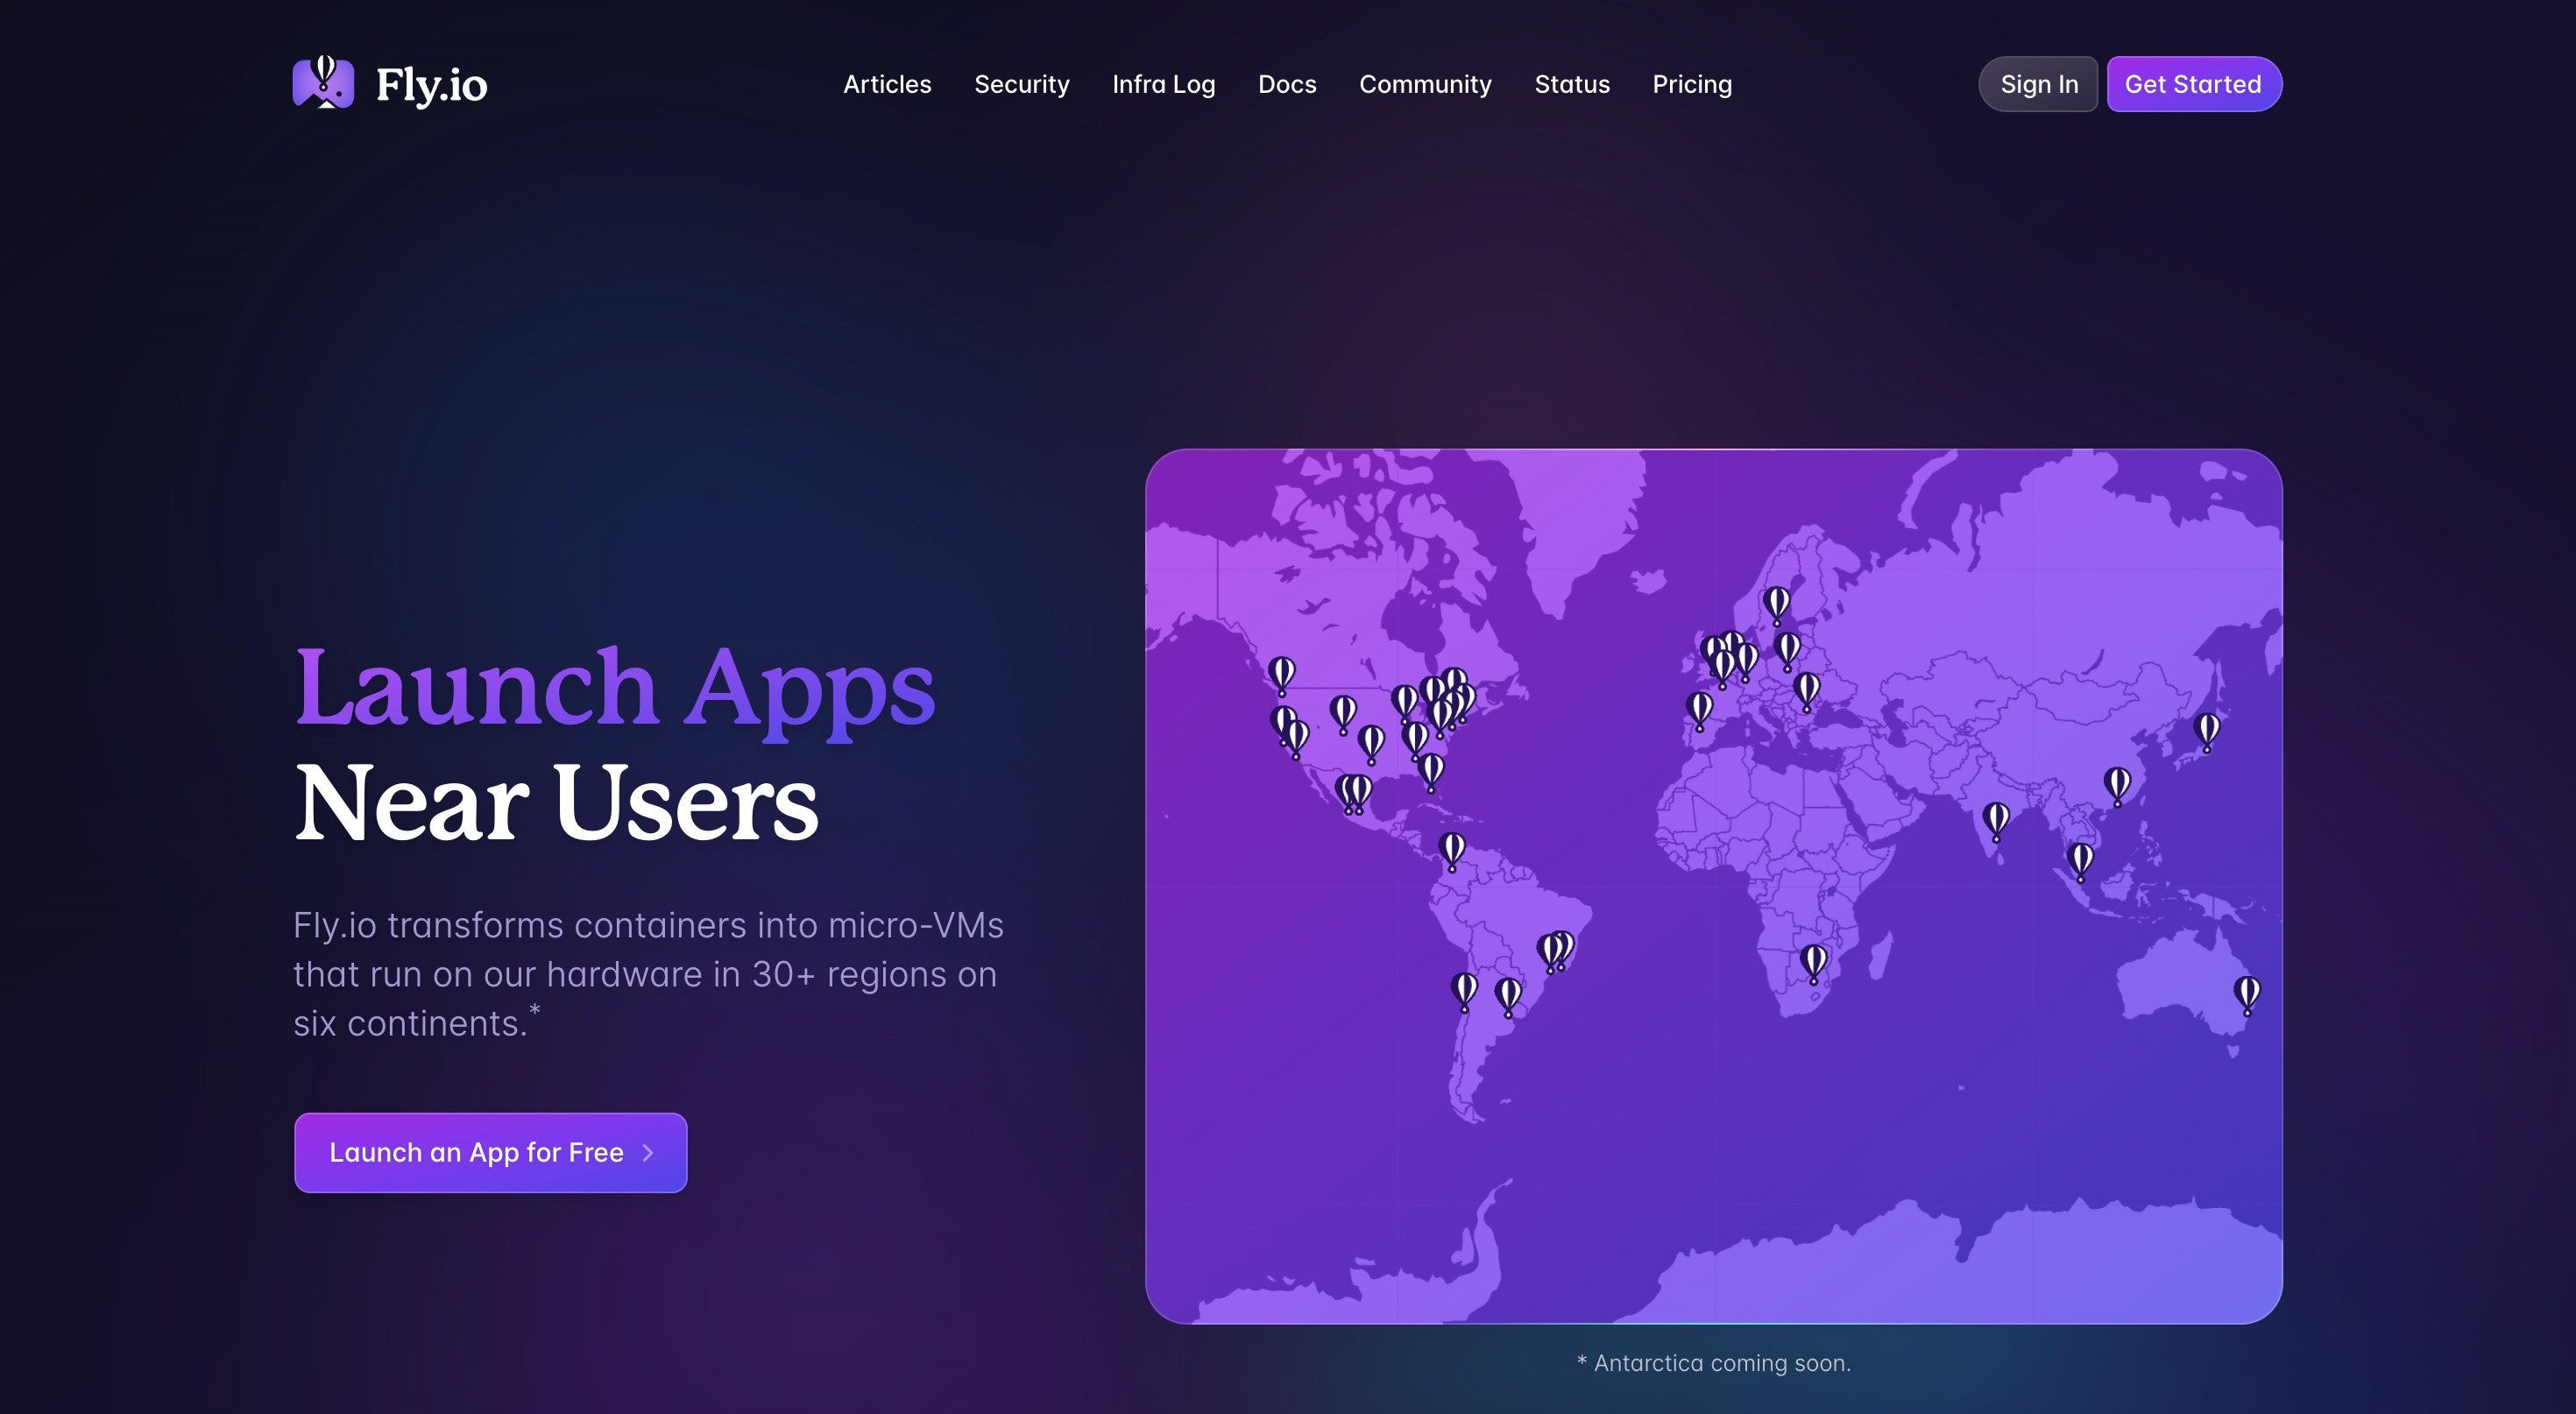 Fly.io
Articles Security Infra Log Docs Community Status Pricing
Sign In Get Started
Launch Apps
Near Users
Fly.io transforms containers into micro-VMs
that run on our hardware in 30+ regions on
six continents.*
Launch an App for Free
* Antarctica coming soon.